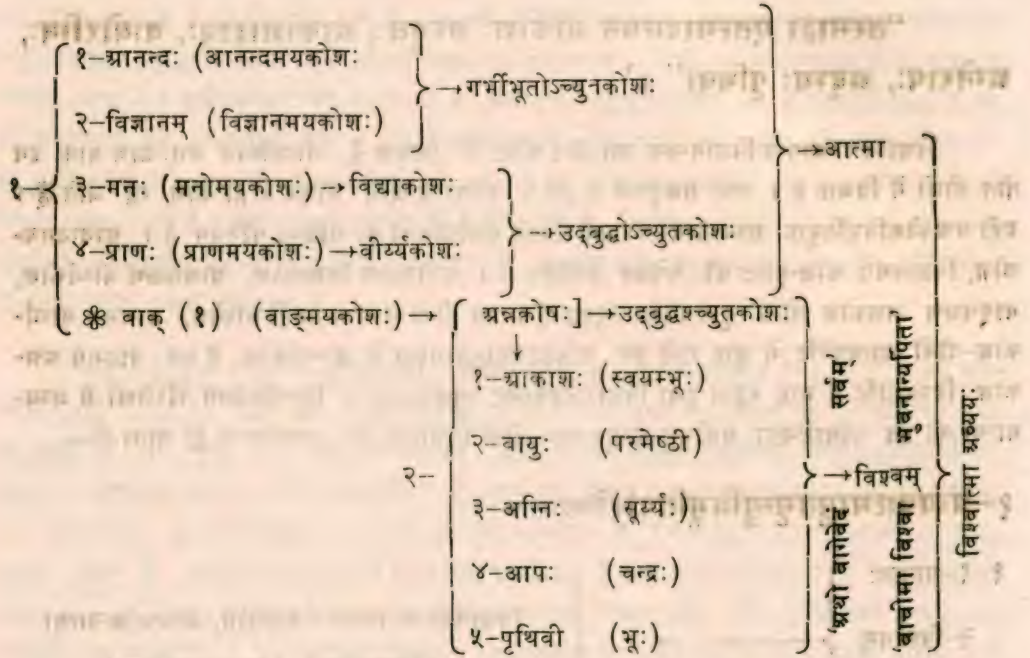 १–आनन्दः (आनन्दमयकोशः
→गर्भीभूतोऽच्युनकोशः
२–विज्ञानम् (विज्ञानमयकोशः)
→आत्मा
१–
३–मनः (मनोमयकोशः)→विद्याकोशः
→उद्बुद्धोऽच्युतकोशः
४–प्राणः (प्राणमयकोशः)→वीर्य्यकोशः
❀ वाक् (१) (वाङ्मयकोशः)→ [ अन्नकोषः]→उद्बुद्धश्च्युतकोशः
↓
१–आकाशः (स्वयम्भूः)
२–वायुः (परमेष्ठी)
२–
३–अग्निः (सूर्य्यः)
→विश्वम्
४–आपः (चन्द्रः)
५–पृथिवी (भूः)
'अथो वागेवेदं सर्वम्
वाचीमा विश्वा भुवनान्यर्पिता'
विश्वात्मा अव्ययः